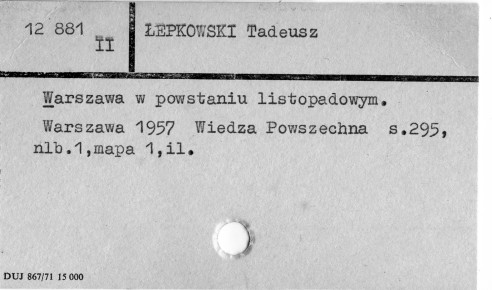 12 881
II
ŁEPKOWSKI Tadeusz
Warszawa w powstaniu listopadowym.
Warszawa 1957 Wiedza Powszechna s.295,
nlb.1,mapa 1,il.
DUJ 867/71 15 000